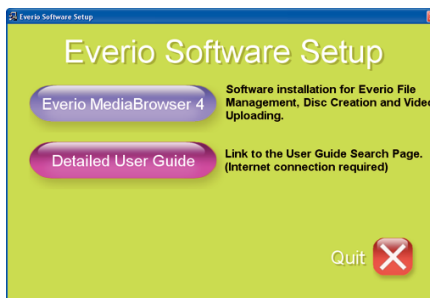 Everio Software Setup
Everio Software Setup
Everio MediaBrowser 4
Software installation for Everio File
Management, Disc Creation and Video
Uploading.
Detailed User Guide
Link to the User Guide Search Page.
(Internet connection required)
Quit